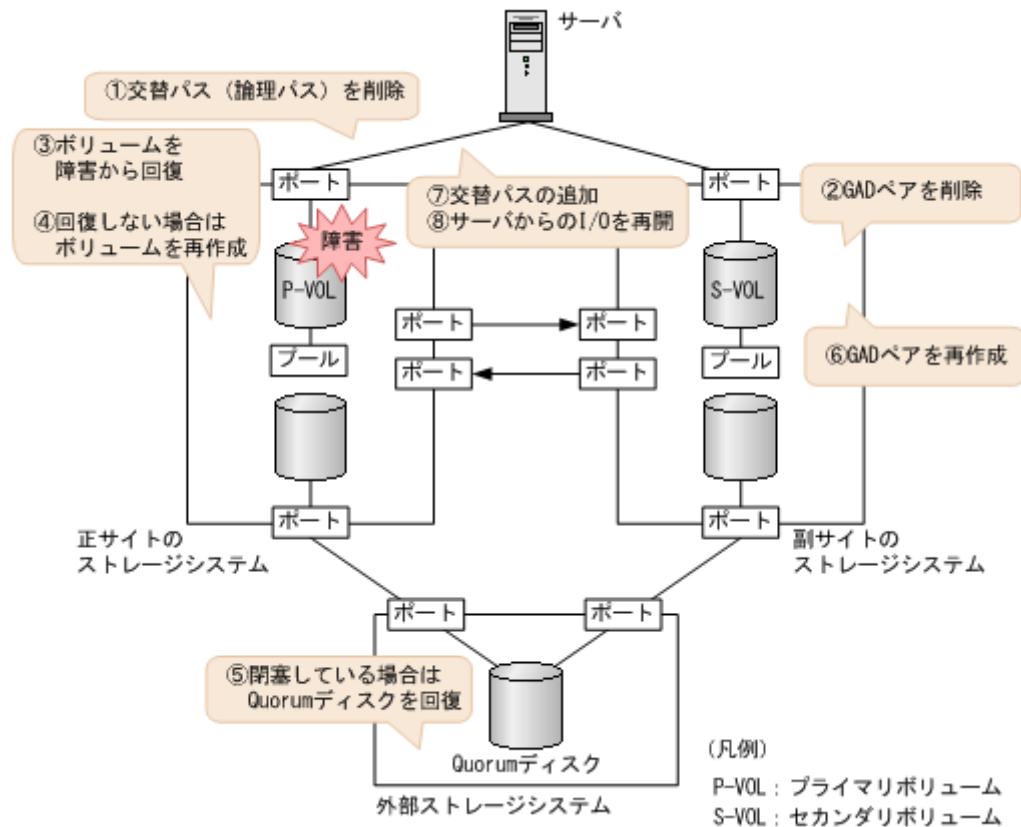 サーバ
①交替パス（論理パス）を削除
③ボリュームを
障害から回復
④回復しない場合は
ボリュームを再作成
ポート
ポート
⑦交替パスの追加
⑧サーバからのI/Oを再開
②GADペアを削除
障害
P-VOL
S-VOL
ポート
ポート
プール
プール
⑥GADペアを再作成
ポート
ポート
ポート
ポート
正サイトの
ストレージシステム
副サイトの
ストレージシステム
ポート
ポート
⑤閉塞している場合は
Quorumディスクを回復
Quorumディスク
外部ストレージシステム
(凡例)
P-VOL：プライマリボリューム
S-VOL：セカンダリボリューム